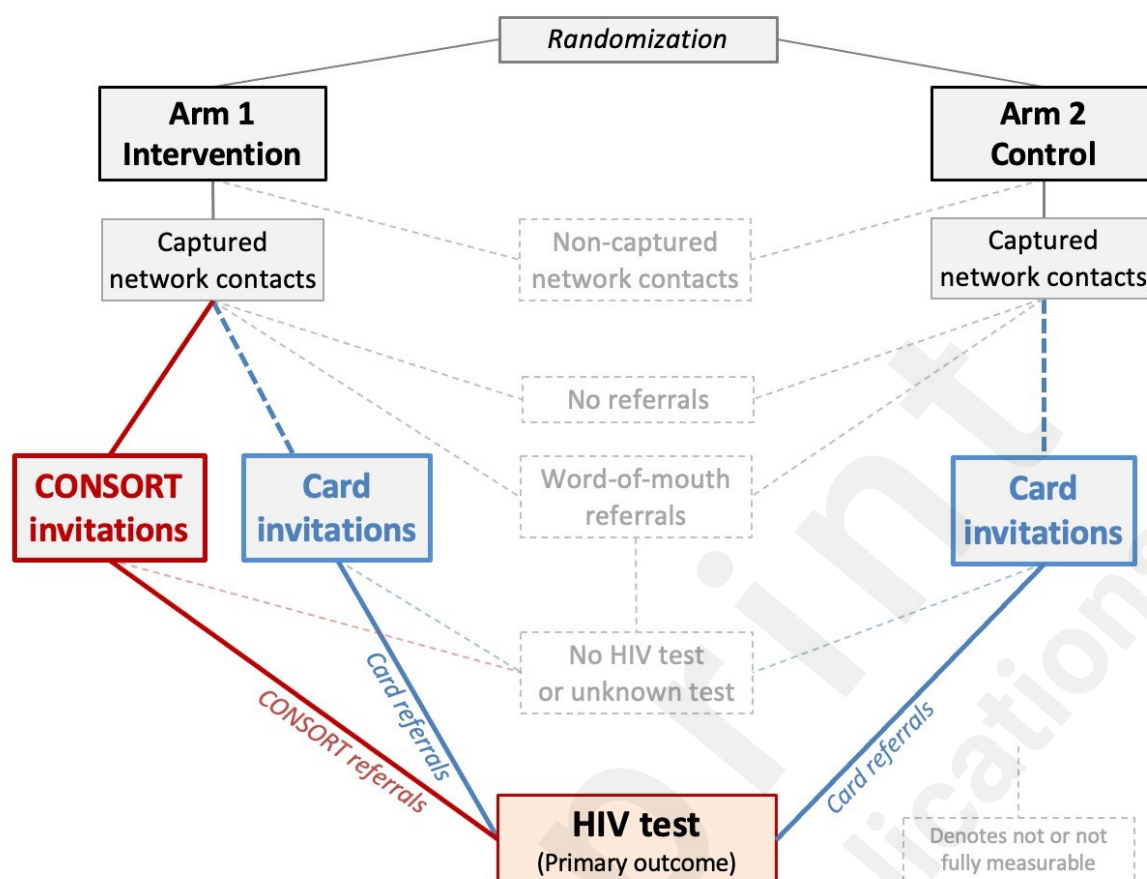 Randomization
Arm 1
Intervention
Arm 2
Control
Captured
network contacts
Non-captured
network contacts
Captured
network contacts
No referrals
CONSORT
invitations
Card
invitations
Word-of-mouth
referrals
Card
invitations
No HIV test
or unknown test
CONSORT referrals
Card referrals
Card referrals
HIV test
(Primary outcome)
Denotes not or not
fully measurable
print
lications